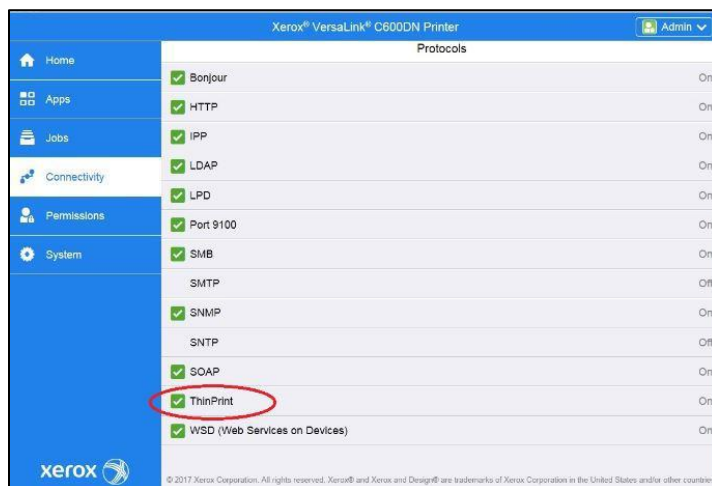 Xerox® VersaLink® C600DN Printer
Admin
Home
Apps
Jobs
Connectivity
Permissions
System
Protocols
Bonjour On
HTTP On
IPP On
LDAP On
LPD On
Port 9100 On
SMB On
SMTP Off
SNMP On
SNTP Off
SOAP On
ThinPrint On
WSD (Web Services on Devices) On
xerox
© 2017 Xerox Corporation. All rights reserved. Xerox® and Xerox and Design® are trademarks of Xerox Corporation in the United States and/or other countries